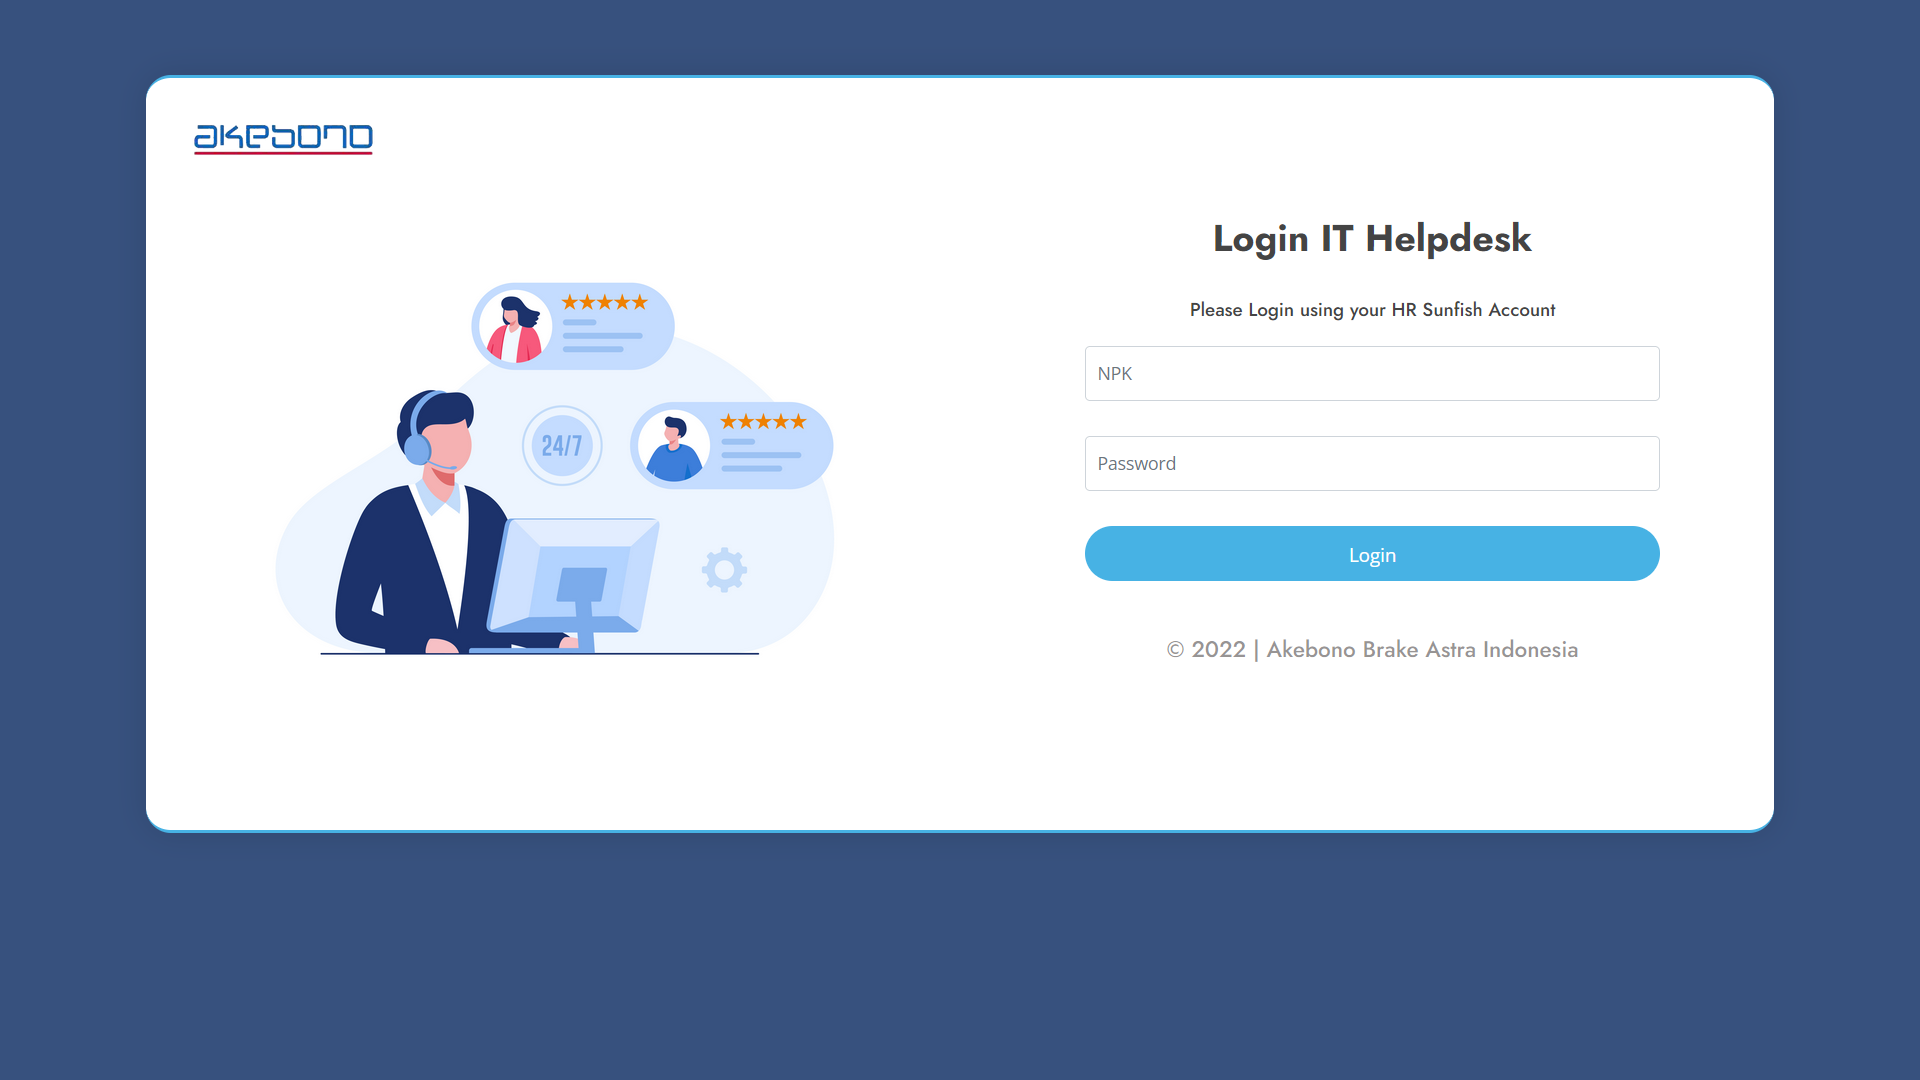 akebono
Login IT Helpdesk
Please Login using your HR Sunfish Account
NPK
Password
Login
© 2022 | Akebono Brake Astra Indonesia
24/7